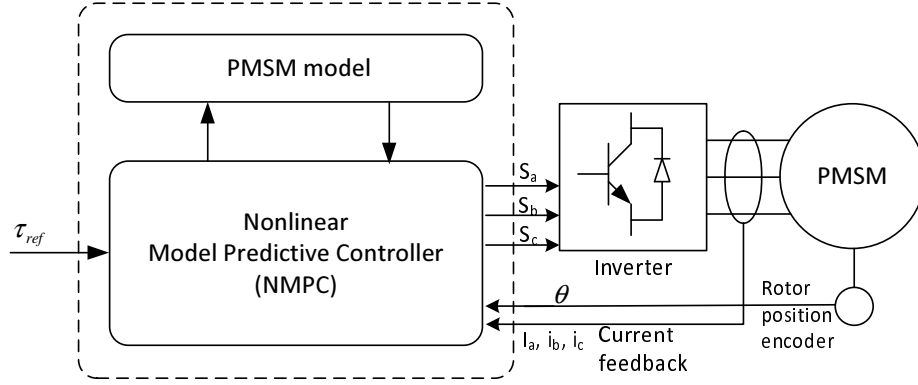 PMSM model
Nonlinear
Model Predictive Controller
(NMPC)
τref
Sa
Sb
Sc
Inverter
PMSM
θ
Rotor
position
encoder
Ia, ib, ic
Current
feedback